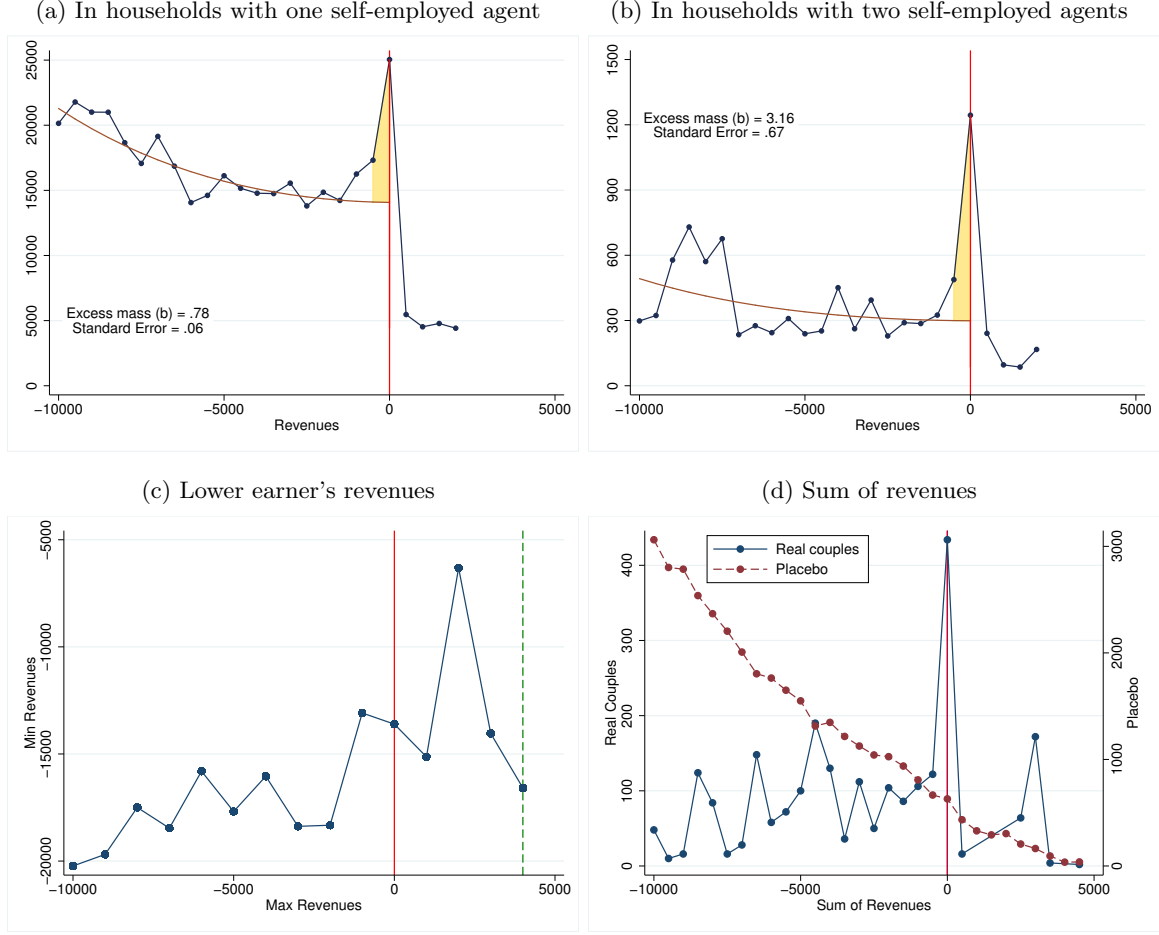 (a) In households with one self-employed agent
25000
20000
15000
10000
5000
0
Excess mass (b) = .78
Standard Error = .06
−10000
−5000
0
5000
Revenues
(b) In households with two self-employed agents
1500
1200
900
600
300
0
Excess mass (b) = 3.16
Standard Error = .67
−10000
−5000
0
5000
Revenues
(c) Lower earner's revenues
Min Revenues
−5000
−10000
−15000
−20000
−10000
−5000
0
5000
Max Revenues
(d) Sum of revenues
Real Couples
400
300
200
100
0
Real couples
Placebo
3000
2000
1000
0
Placebo
−10000
−5000
0
5000
Sum of Revenues